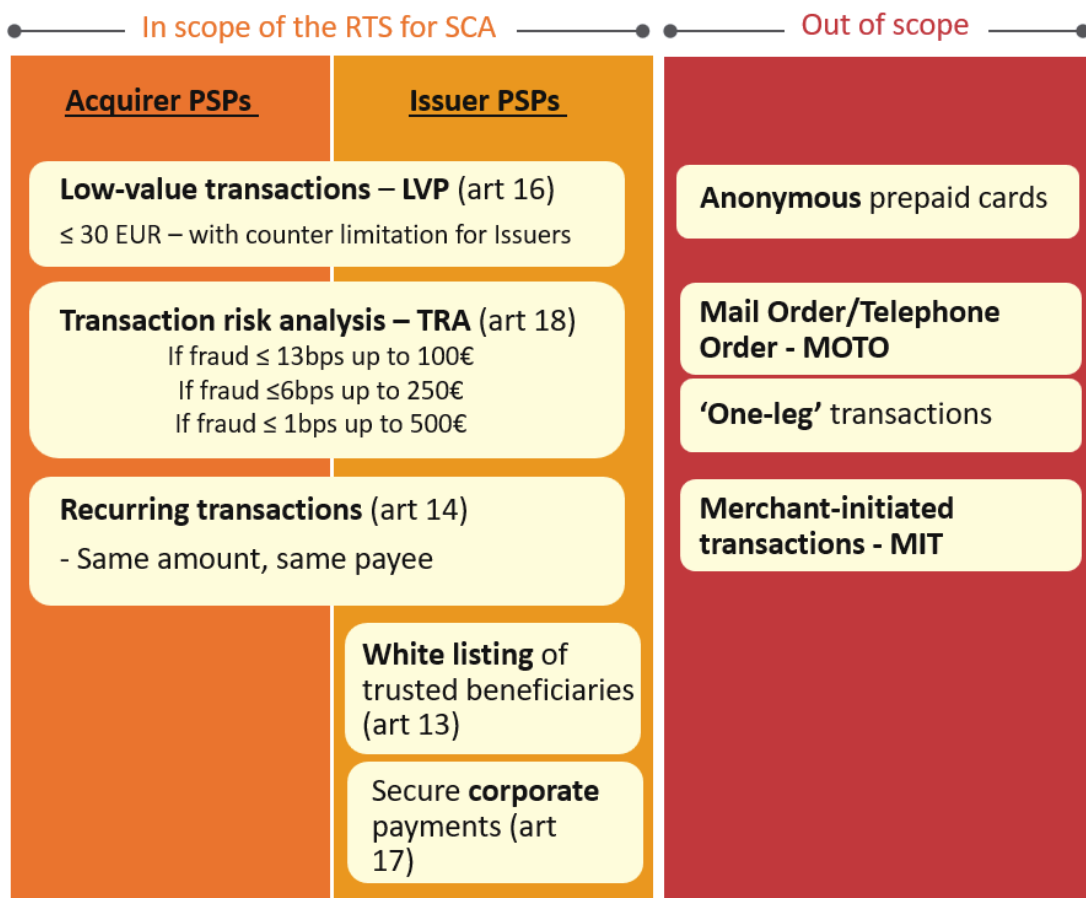 In scope of the RTS for SCA
Out of scope
Acquirer PSPs
Issuer PSPs
Low-value transactions – LVP (art 16)
≤ 30 EUR – with counter limitation for Issuers
Transaction risk analysis – TRA (art 18)
If fraud ≤ 13bps up to 100€
If fraud ≤6bps up to 250€
If fraud ≤ 1bps up to 500€
Recurring transactions (art 14)
- Same amount, same payee
White listing of
trusted beneficiaries
(art 13)
Secure corporate
payments (art
17)
Anonymous prepaid cards
Mail Order/Telephone
Order - MOTO
‘One-leg’ transactions
Merchant-initiated
transactions - MIT